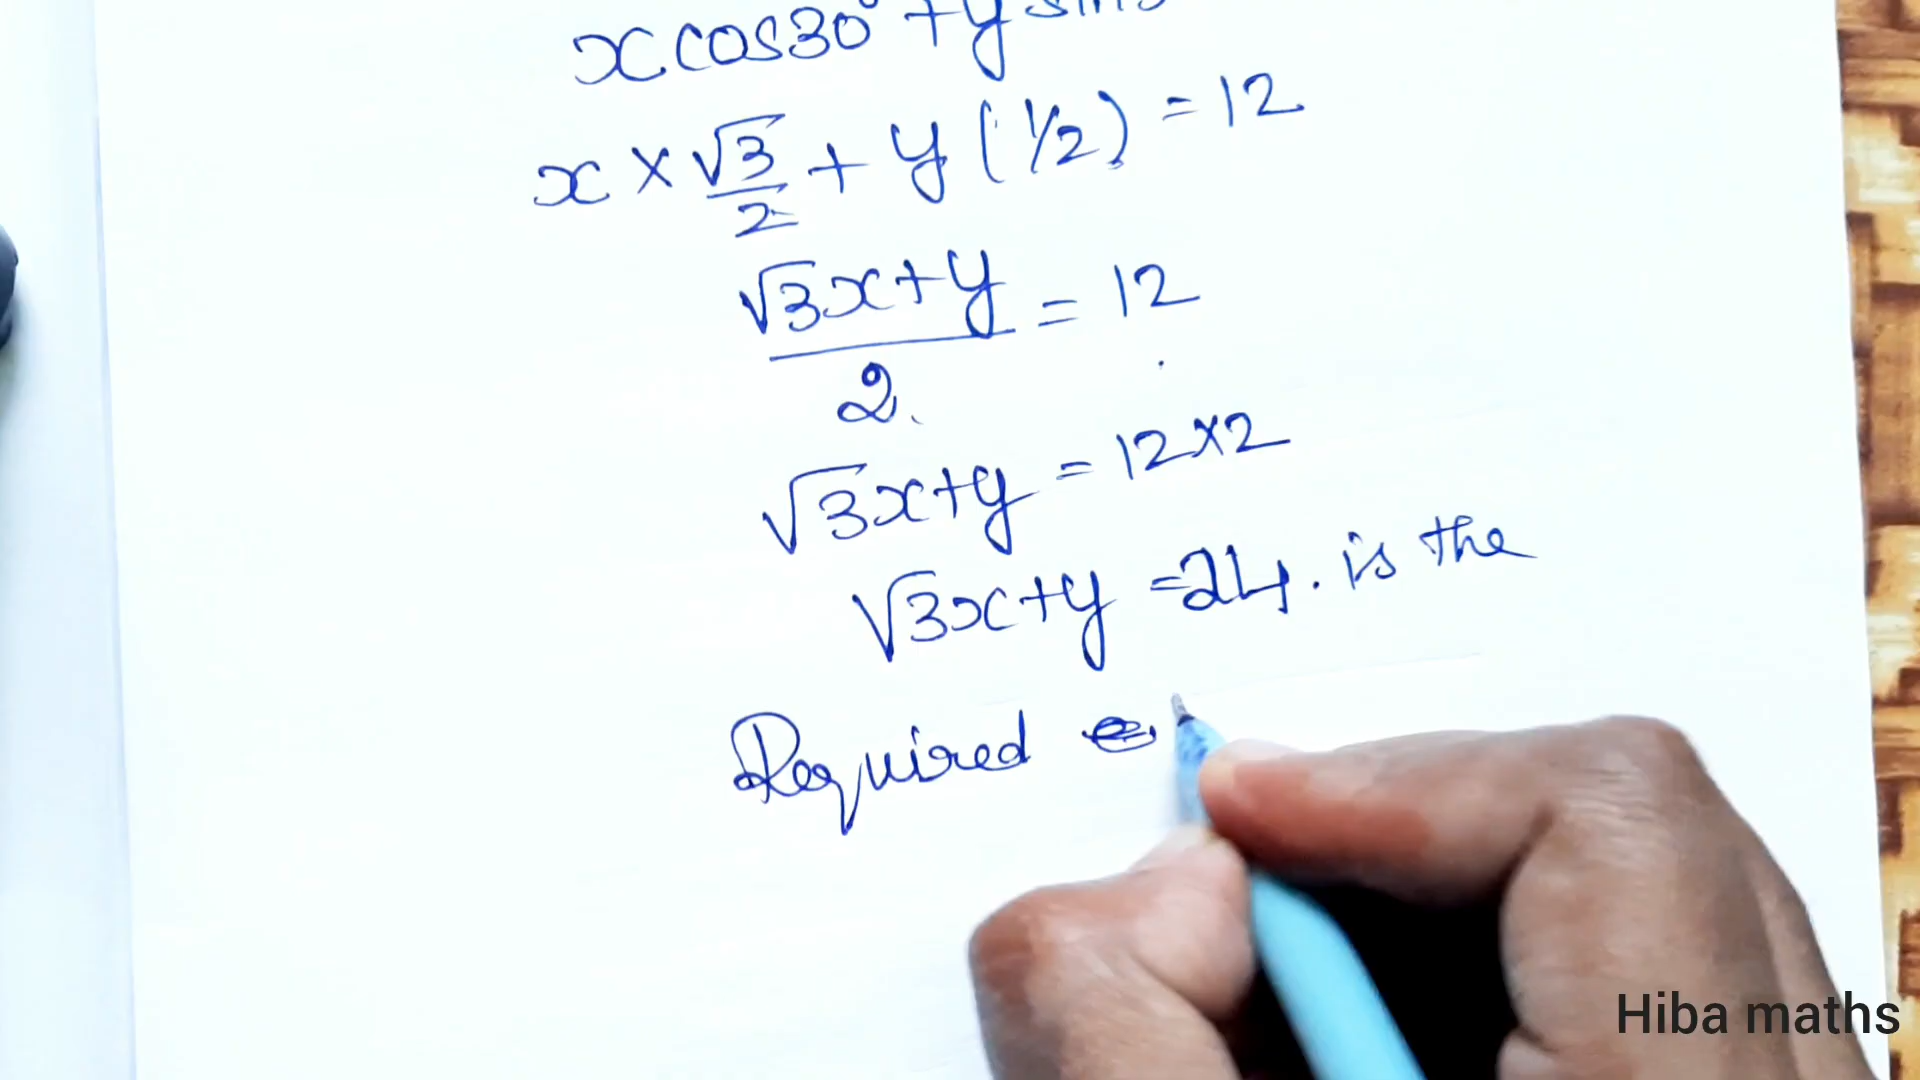 x cos30° + y sin
x × √3/2 + y (1/2) = 12
√3x+y/2 = 12
√3x+y = 12×2
√3x+y = 24. is the
Required
Hiba maths